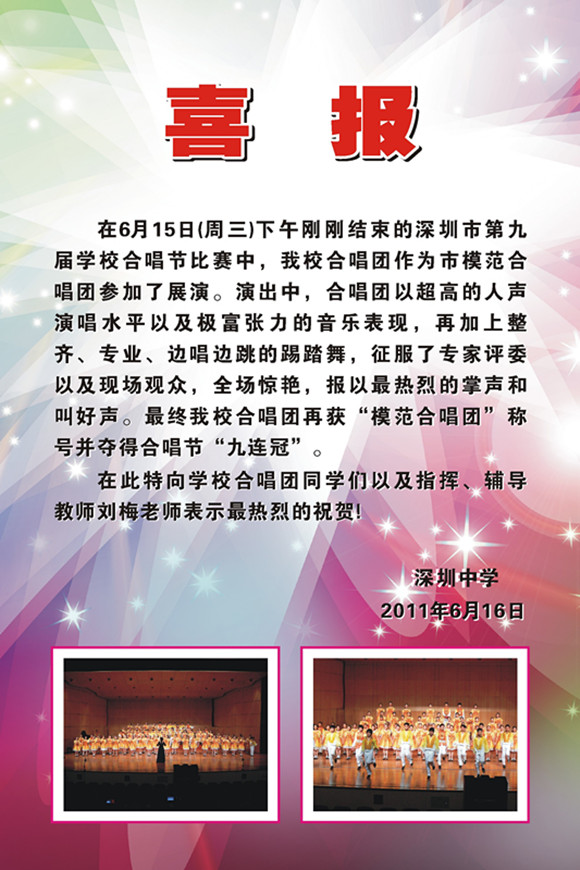 喜 报
在6月15日(周三)下午刚刚结束的深圳市第九
届学校合唱节比赛中，我校合唱团作为市模范合
唱团参加了展演。演出中，合唱团以超高的人声
演唱水平以及极富张力的音乐表现，再加上整
齐、专业、边唱边跳的踢踏舞，征服了专家评委
以及现场观众，全场惊艳，报以最热烈的掌声和
叫好声。最终我校合唱团再获“模范合唱团”称
号并夺得合唱节“九连冠”。
在此特向学校合唱团同学们以及指挥、辅导
教师刘梅老师表示最热烈的祝贺!
深圳中学
2011年6月16日